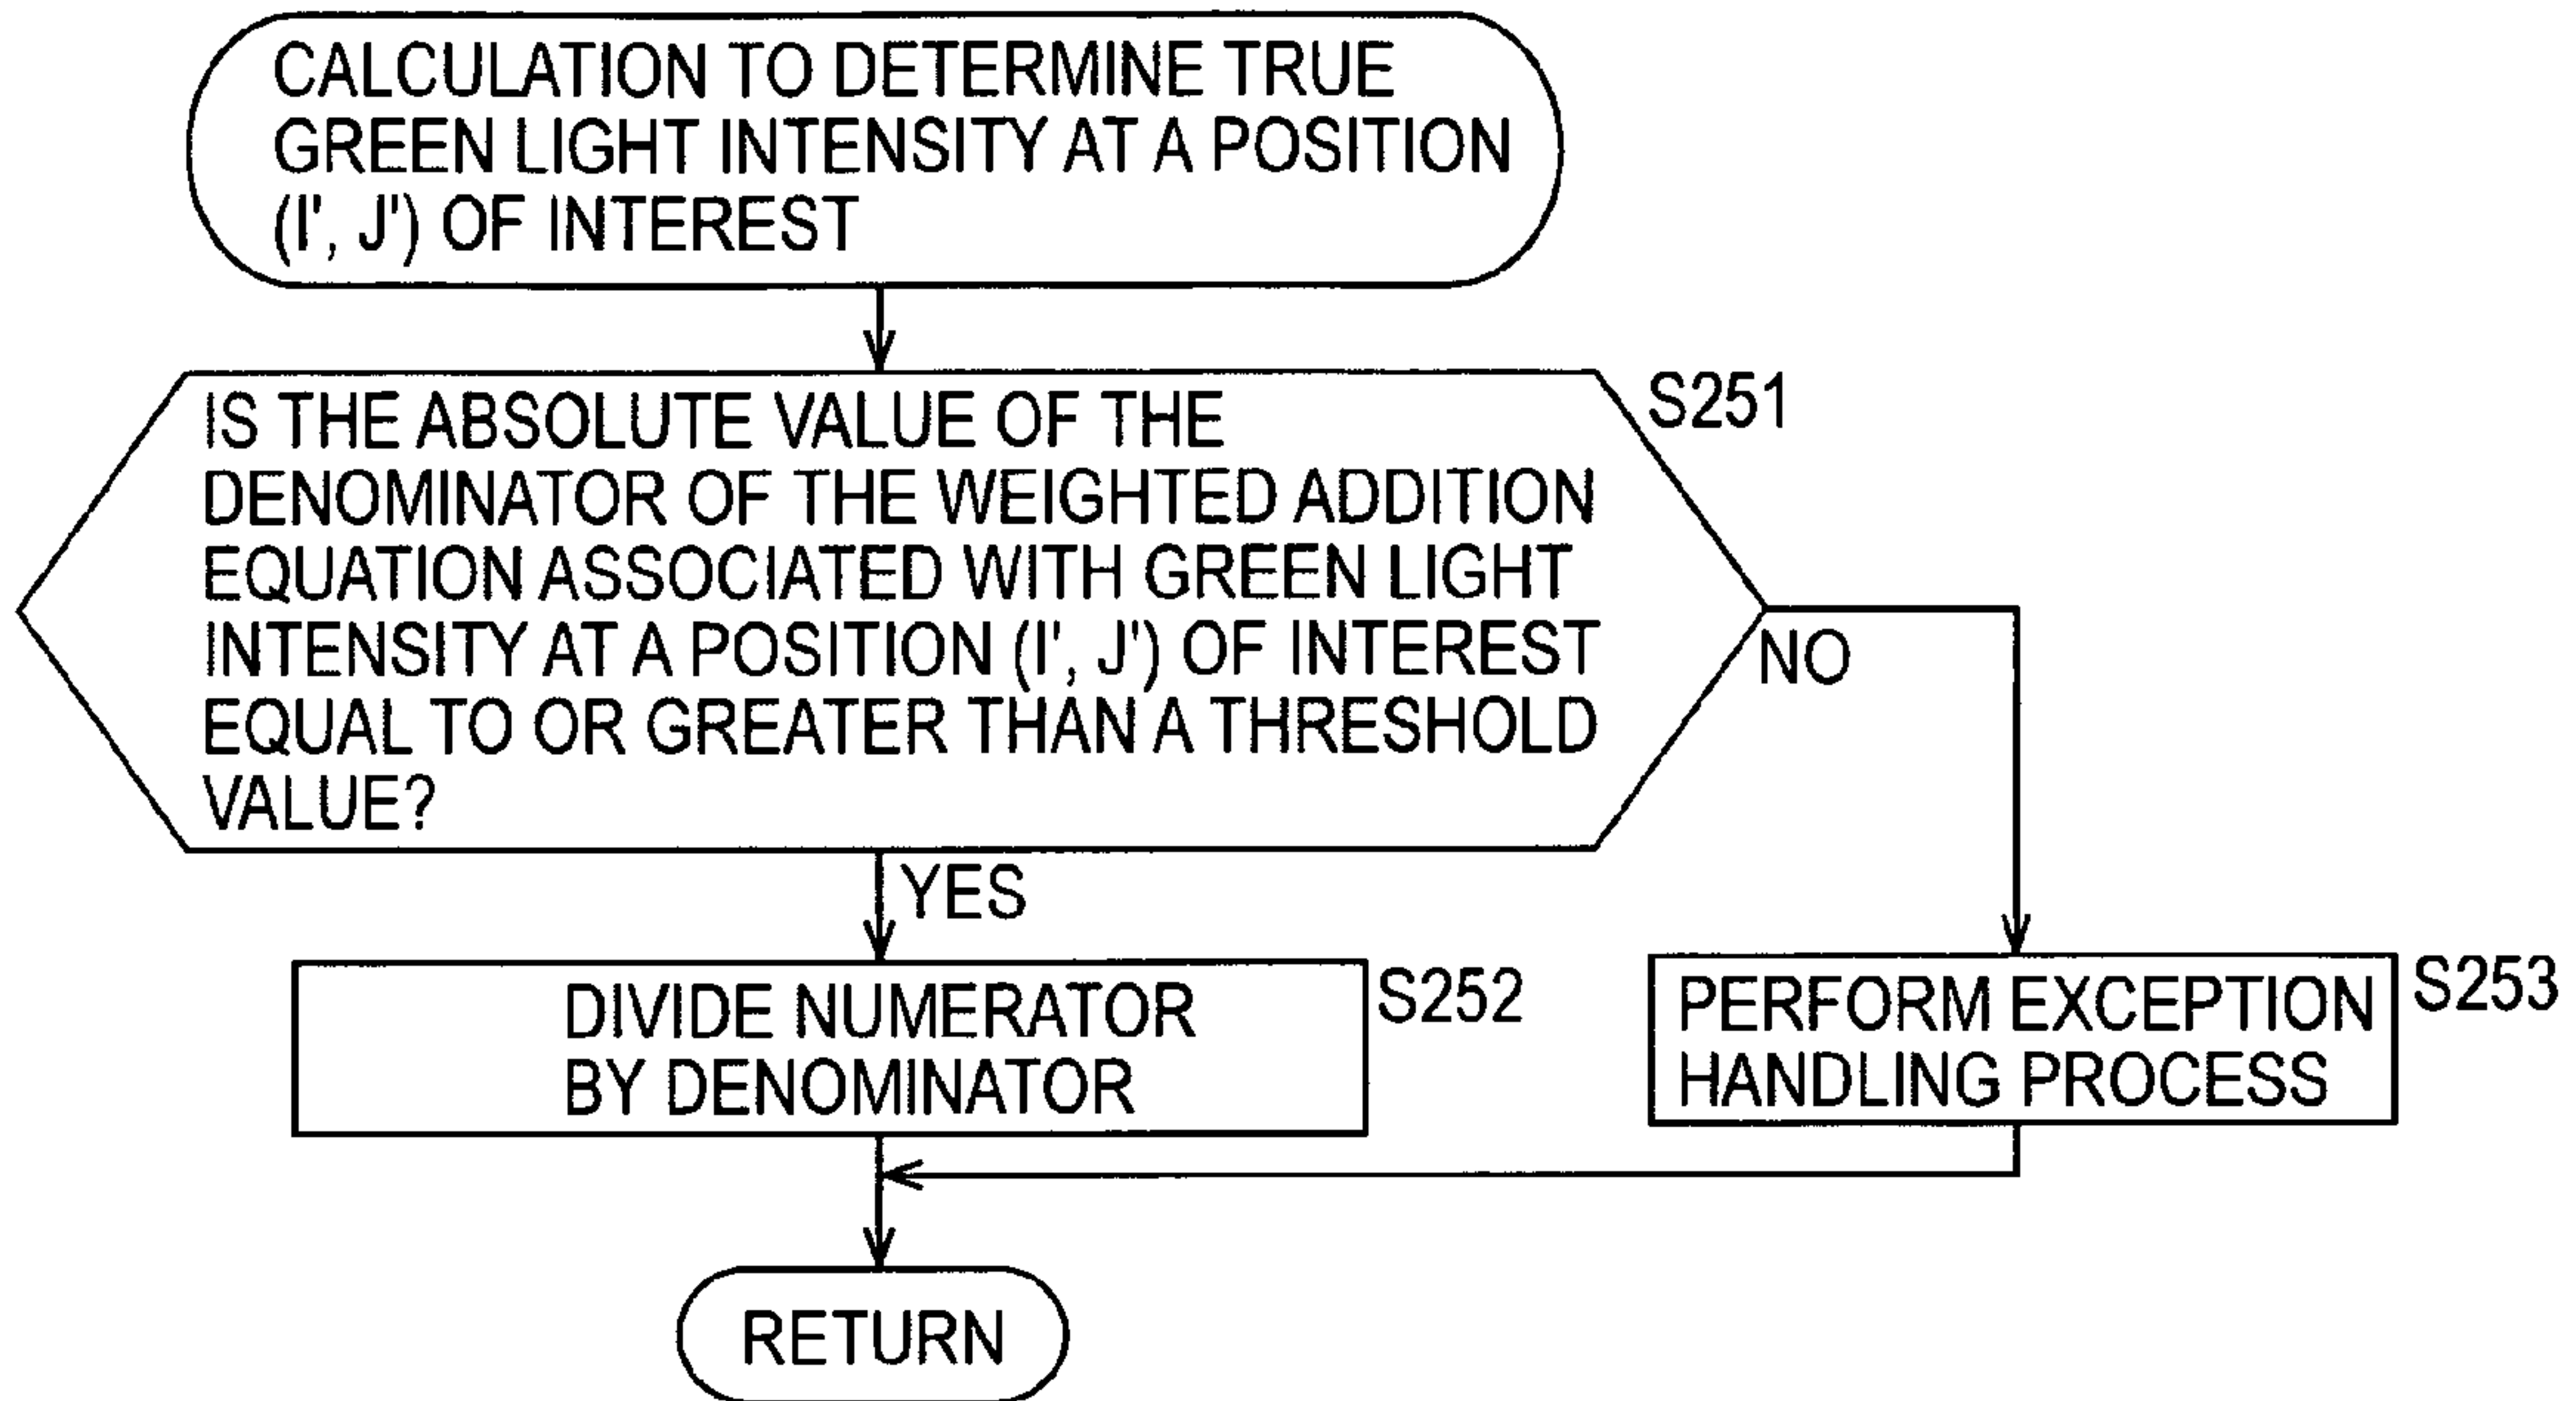 CALCULATION TO DETERMINE TRUE
GREEN LIGHT INTENSITY AT A POSITION
(I', J') OF INTEREST
IS THE ABSOLUTE VALUE OF THE
DENOMINATOR OF THE WEIGHTED ADDITION
EQUATION ASSOCIATED WITH GREEN LIGHT
INTENSITY AT A POSITION (I', J') OF INTEREST
EQUAL TO OR GREATER THAN A THRESHOLD
VALUE?
S251
NO
YES
DIVIDE NUMERATOR
BY DENOMINATOR
S252
PERFORM EXCEPTION
HANDLING PROCESS
S253
RETURN